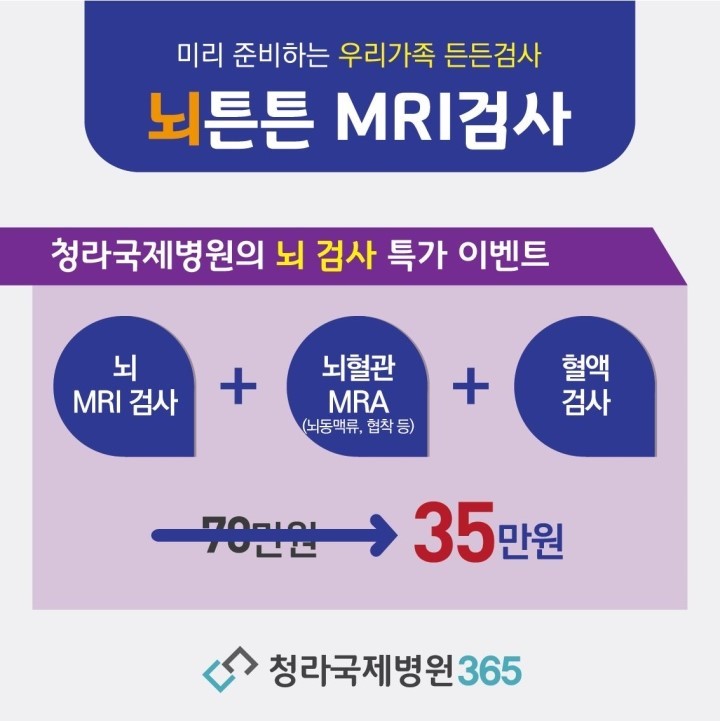 미리 준비하는 우리가족 든든검사
뇌튼튼 MRI검사
청라국제병원의 뇌 검사 특가 이벤트
뇌
MRI 검사
+
뇌혈관
MRA
(뇌동맥류, 협착 등)
+
혈액
검사
70만원
35만원
청라국제병원365